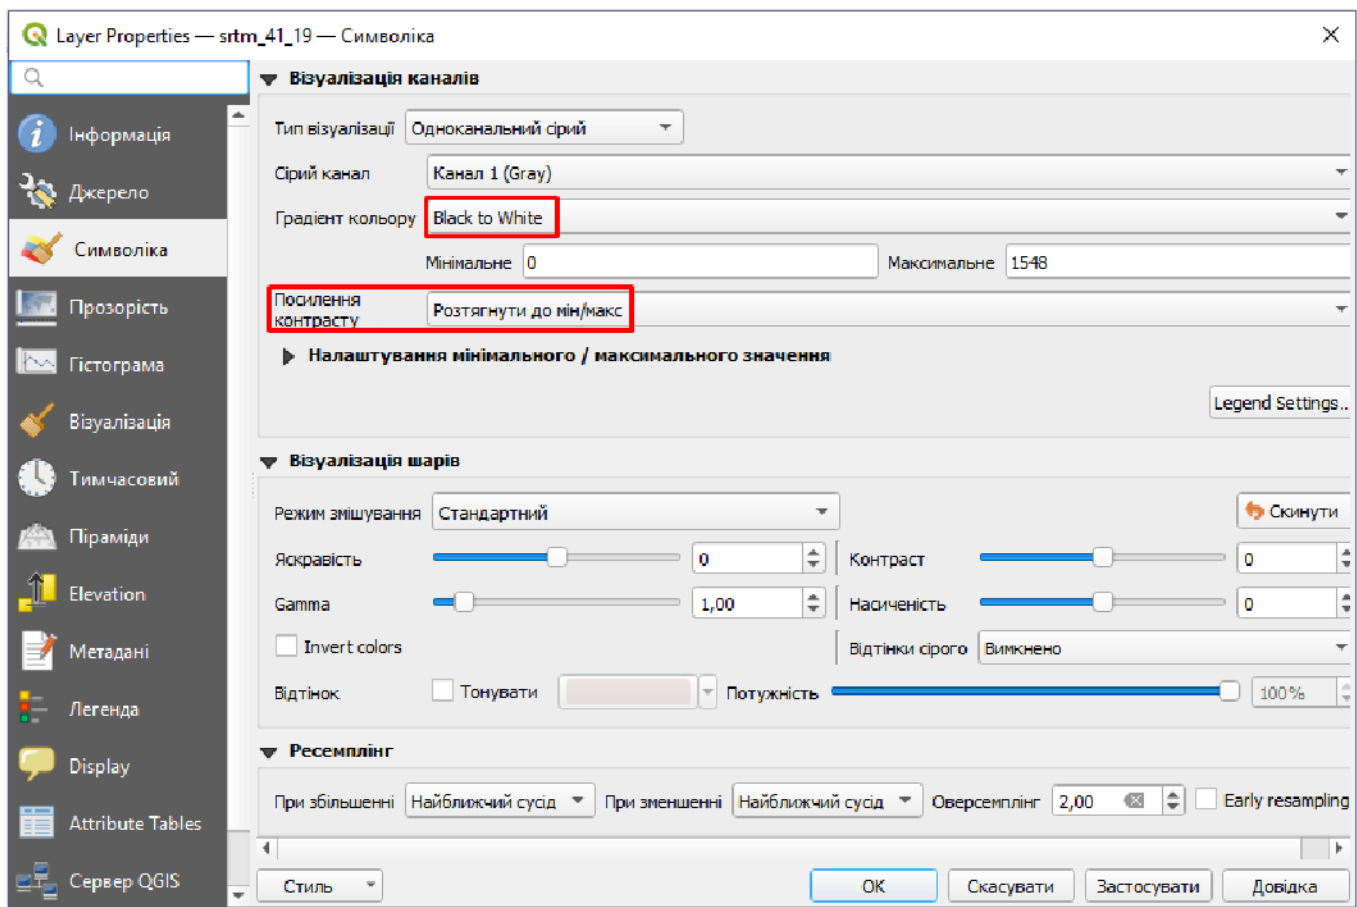 Layer Properties — srtm_41_19 — Символіка
Інформація
Джерело
Символіка
Прозорість
Гістограма
Візуалізація
Тимчасовий
Піраміди
Elevation
Метадані
Легенда
Display
Attribute Tables
Сервер QGIS
Візуалізація каналів
Тип візуалізації Одноканальний сірий
Сірий канал Канал 1 (Gray)
Градієнт кольору Black to White
Мінімальне 0 Максимальне 1548
Посилення
контрасту Розтягнути до мін/макс
Налаштування мінімального / максимального значення
Legend Settings..
Візуалізація шарів
Режим змішування Стандартний Скинути
Яскравість 0 Контраст 0
Gamma 1,00 Насиченість 0
Invert colors Відтінки сірого Вимкнено
Відтінок Тонувати Потужність 100%
Ресемплінг
При збільшенні Найближчий сусід При зменшенні Найближчий сусід Оверсемплінг 2,00 Early resampling
Стиль OK Скасувати Застосувати Довідка